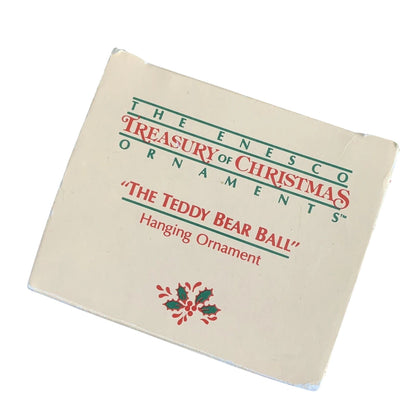 THE ENESCO
TREASURY OF CHRISTMAS
ORNAMENTS™
"THE TEDDY BEAR BALL"
Hanging Ornament